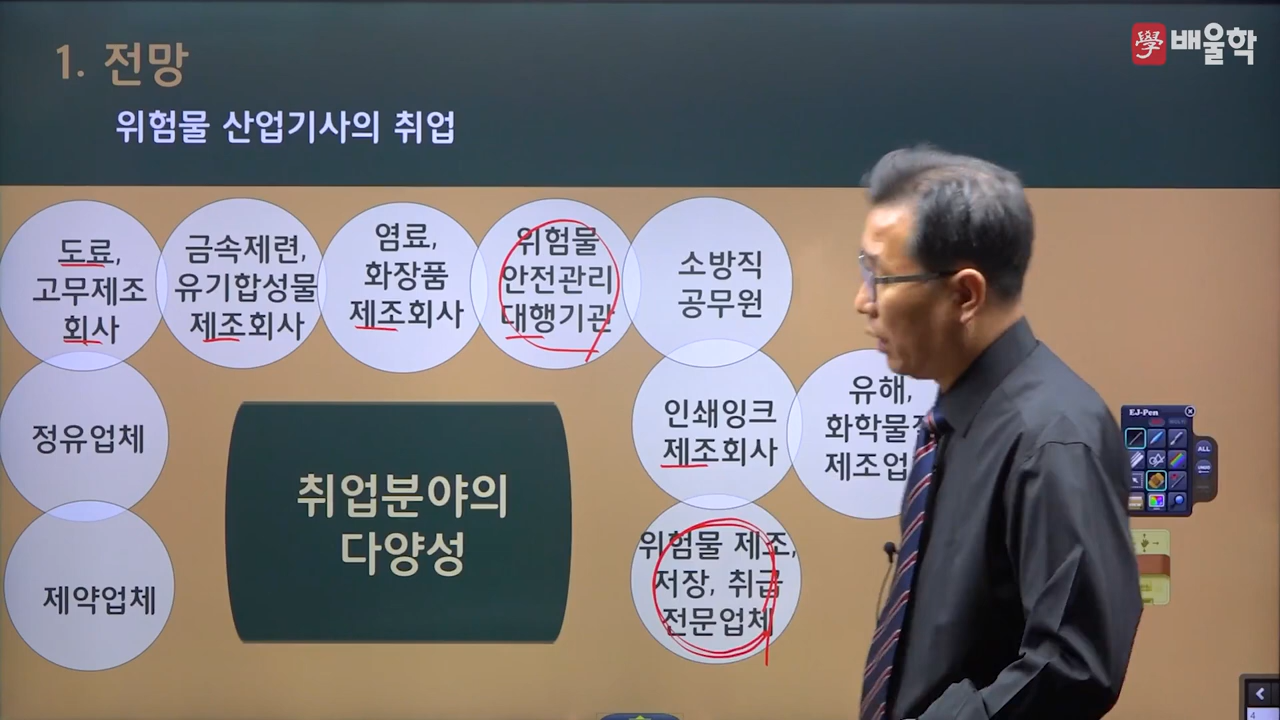 1. 전망
學 배울학
위험물 산업기사의 취업
도료,
고무제조
회사
금속제련,
유기합성물
제조회사
염료,
화장품
제조회사
위험물
안전관리
대행기관
소방직
공무원
정유업체
인쇄잉크
제조회사
유해,
제조업
제약업체
취업분야의
다양성
위험물 제조,
저장, 취급
전문업체
EJ-Pen
ALL
4